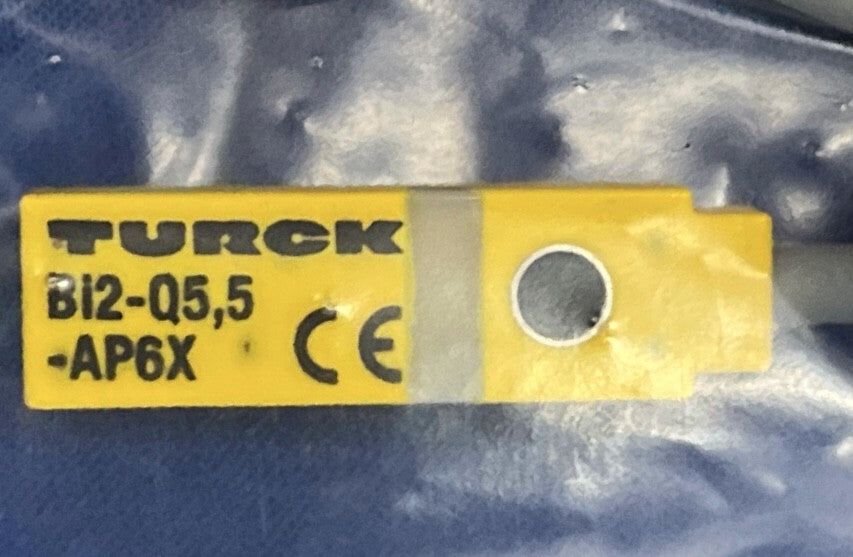 TURCK
Bi2-Q5,5
-AP6X
CE